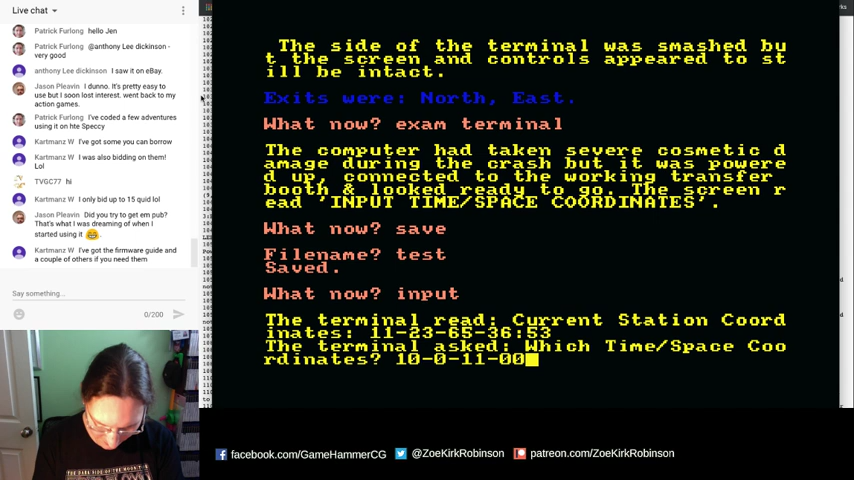 Live chat
Patrick Furlong hello Jen
Patrick Furlong @anthony Lee dickinson -
very good
anthony Lee dickinson I saw it on eBay.
Jason Pleavin I dunno. It's pretty easy to
use but I soon lost interest. went back to my
action games.
Patrick Furlong I've coded a few adventures
using it on hte Speccy
Kartmanz W I've got some you can borrow
Kartmanz W I was also bidding on them!
Lol
TVGC77 hi
Kartmanz W I only bid up to 15 quid lol
Jason Pleavin Did you try to get em pub?
That's what I was dreaming of when I
started using it
Kartmanz W I've got the firmware guide and
a couple of others if you need them
Say something...
0/200
The side of the terminal was smashed bu
t the screen and controls appeared to st
ill be intact.
Exits were: North, East.
What now? exam terminal
The computer had taken severe cosmetic d
amage during the crash but it was powere
d up, connected to the working transfer
booth & looked ready to go. The screen r
ead 'INPUT TIME/SPACE COORDINATES'.
What now? save
Filename? test
Saved.
What now? input
The terminal read: Current Station Coord
inates: 11-23-65-36:53
The terminal asked: Which Time/Space Coo
rdinates? 10-0-11-00
facebook.com/GameHammerCG @ZoeKirkRobinson patreon.com/ZoeKirkRobinson